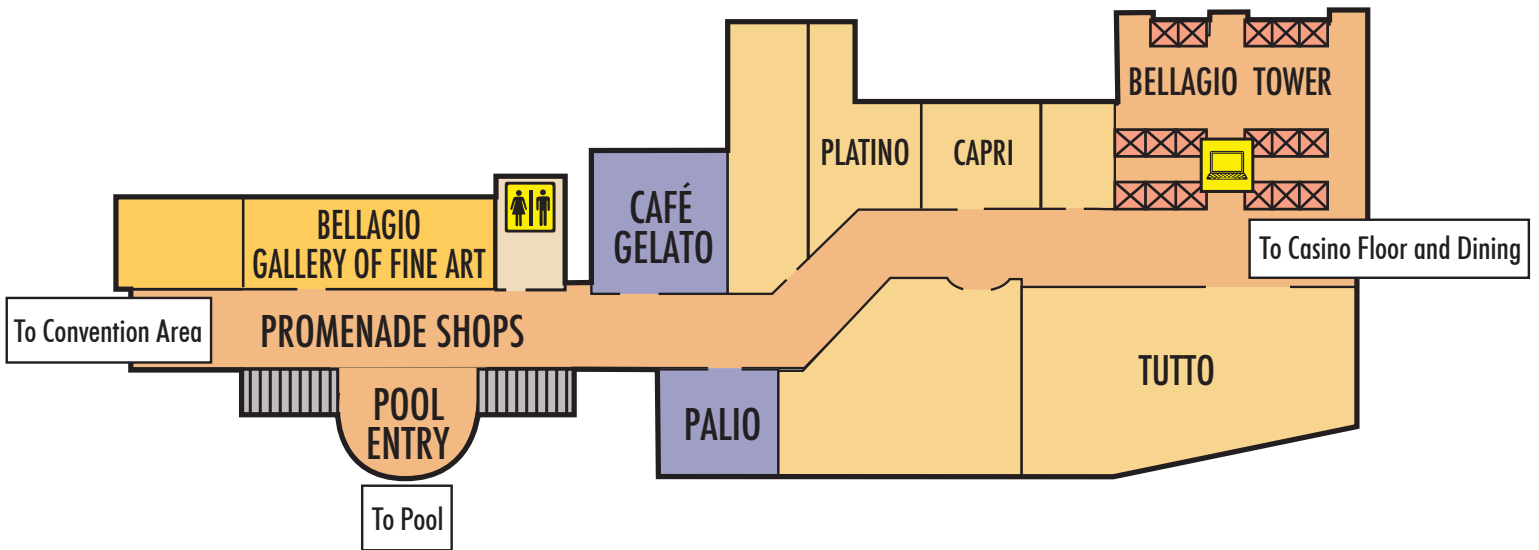 BELLAGIO TOWER
PLATINO
CAPRI
CAFÉ
GELATO
BELLAGIO
GALLERY OF FINE ART
To Casino Floor and Dining
To Convention Area
PROMENADE SHOPS
TUTTO
POOL
ENTRY
PALIO
To Pool